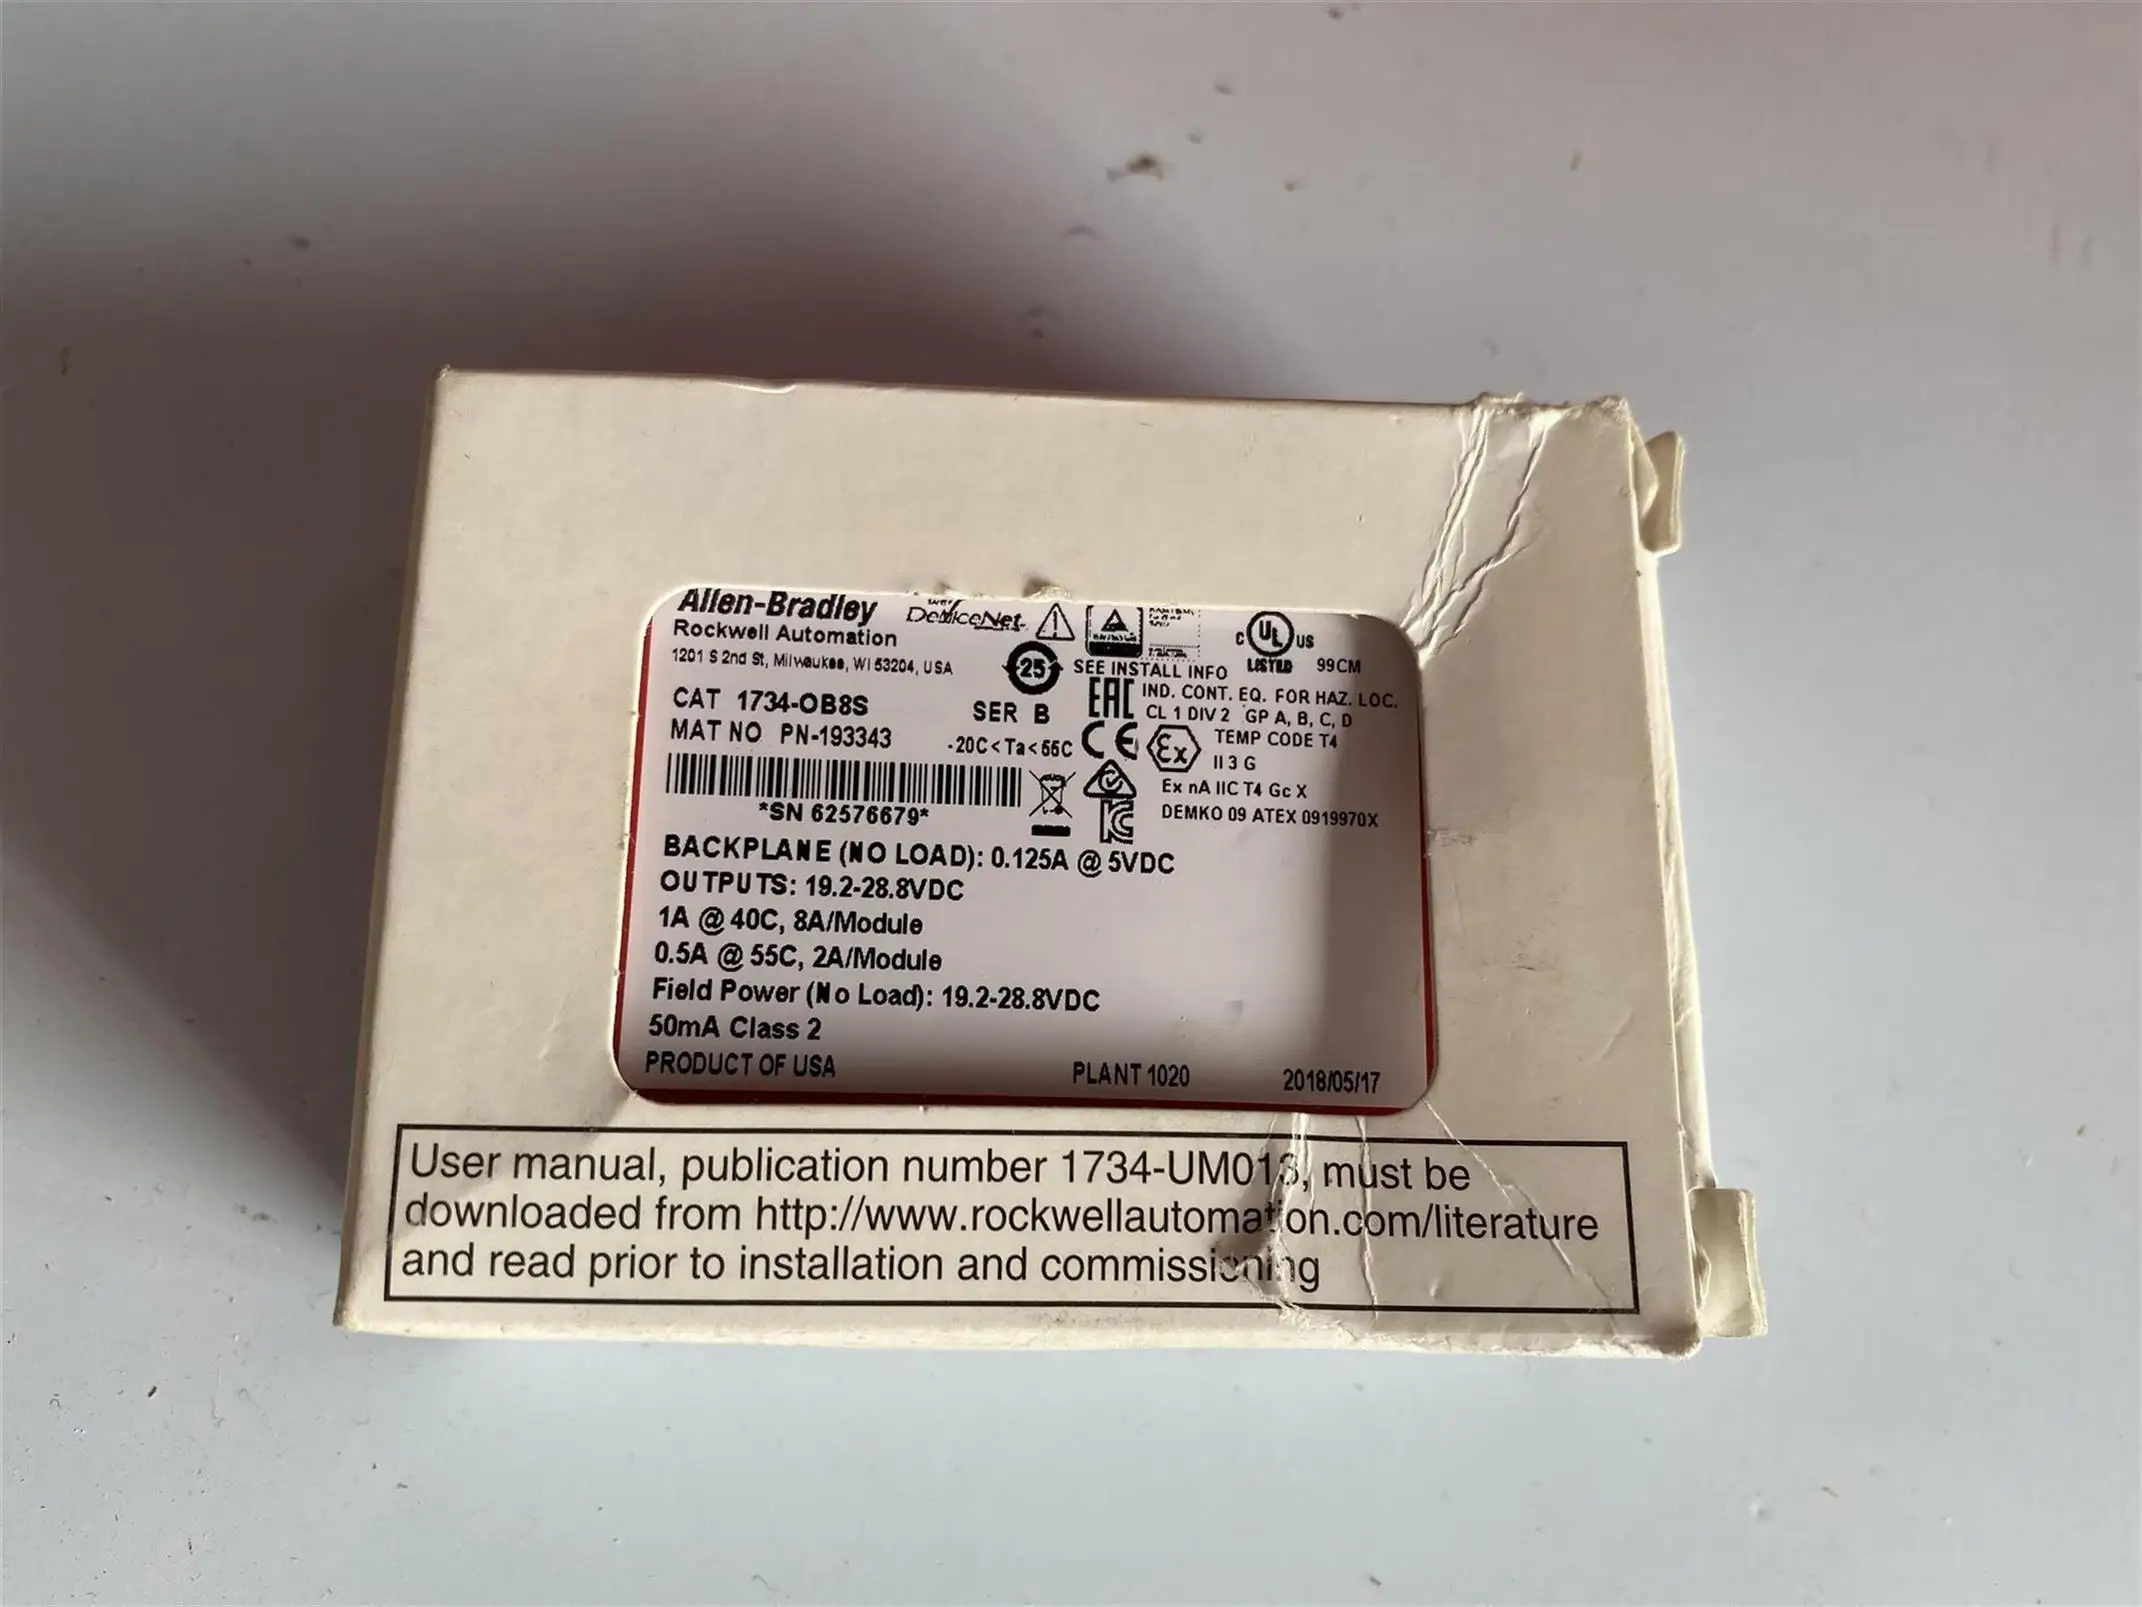 Allen-Bradley
DeviceNet
Rockwell Automation
1201 S 2nd St, Milwaukee, WI 53204, USA
25
SEE INSTALL INFO
C UL US
LISTED 99CM
CAT 1734-OB8S
SER B
EAC
IND. CONT. EQ. FOR HAZ. LOC.
CL 1 DIV 2 GP A, B, C, D
MAT NO PN-193343
-20C<Ta<55C
CE
Ex
TEMP CODE T4
II 3 G
Ex nA IIC T4 Gc X
*SN 62576679*
DEMKO 09 ATEX 0919970X
BACKPLANE (NO LOAD): 0.125A @ 5VDC
OUTPUTS: 19.2-28.8VDC
1A @ 40C, 8A/Module
0.5A @ 55C, 2A/Module
Field Power (No Load): 19.2-28.8VDC
50mA Class 2
PRODUCT OF USA PLANT 1020 2018/05/17
User manual, publication number 1734-UM013, must be
downloaded from http://www.rockwellautomation.com/literature
and read prior to installation and commissioning